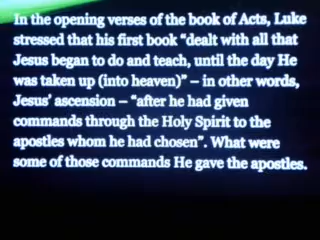 In the opening verses of the book of Acts, Luke
stressed that his first book “dealt with all that
Jesus began to do and teach, until the day He
was taken up (into heaven)” – in other words,
Jesus’ ascension – “after he had given
commands through the Holy Spirit to the
apostles whom he had chosen”. What were
some of those commands He gave the apostles.